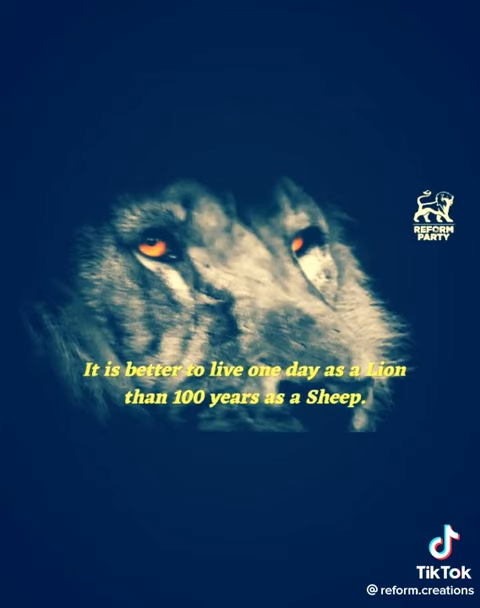 REFORM
PARTY
It is better to live one day as a Lion
than 100 years as a Sheep.
TikTok
@ reform.creations